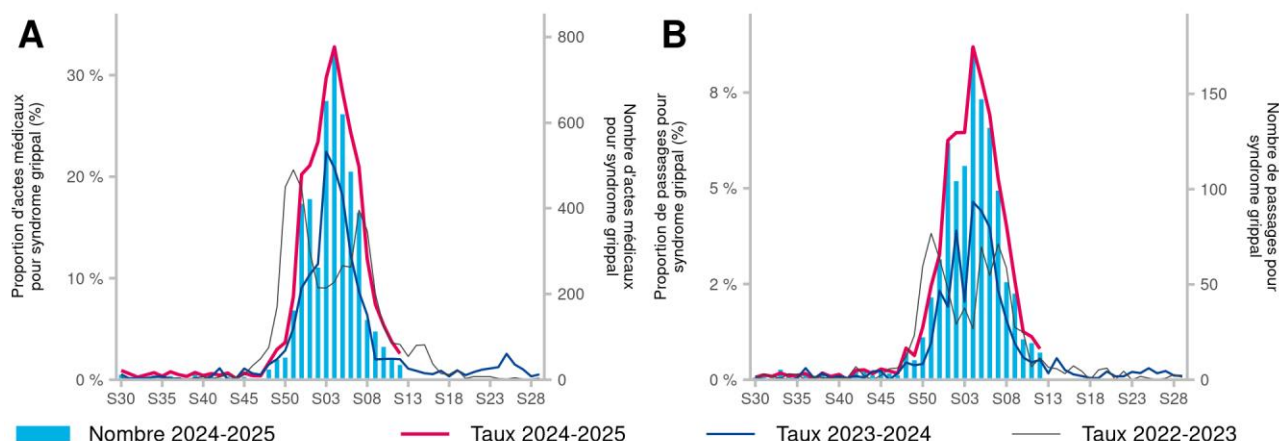 A
B
Proportion d'actes médicaux
pour syndrome grippal (%)
30 %
20 %
10 %
0 %
800
600
400
200
0
Nombre d'actes médicaux
pour syndrome grippal
S30 S35 S40 S45 S50 S03 S08 S13 S18 S23 S28
Proportion de passages pour
syndrome grippal (%)
8 %
5 %
2 %
0 %
150
100
50
0
Nombre de passages pour
syndrome grippal
S30 S35 S40 S45 S50 S03 S08 S13 S18 S23 S28
Nombre 2024-2025 Taux 2024-2025 Taux 2023-2024 Taux 2022-2023